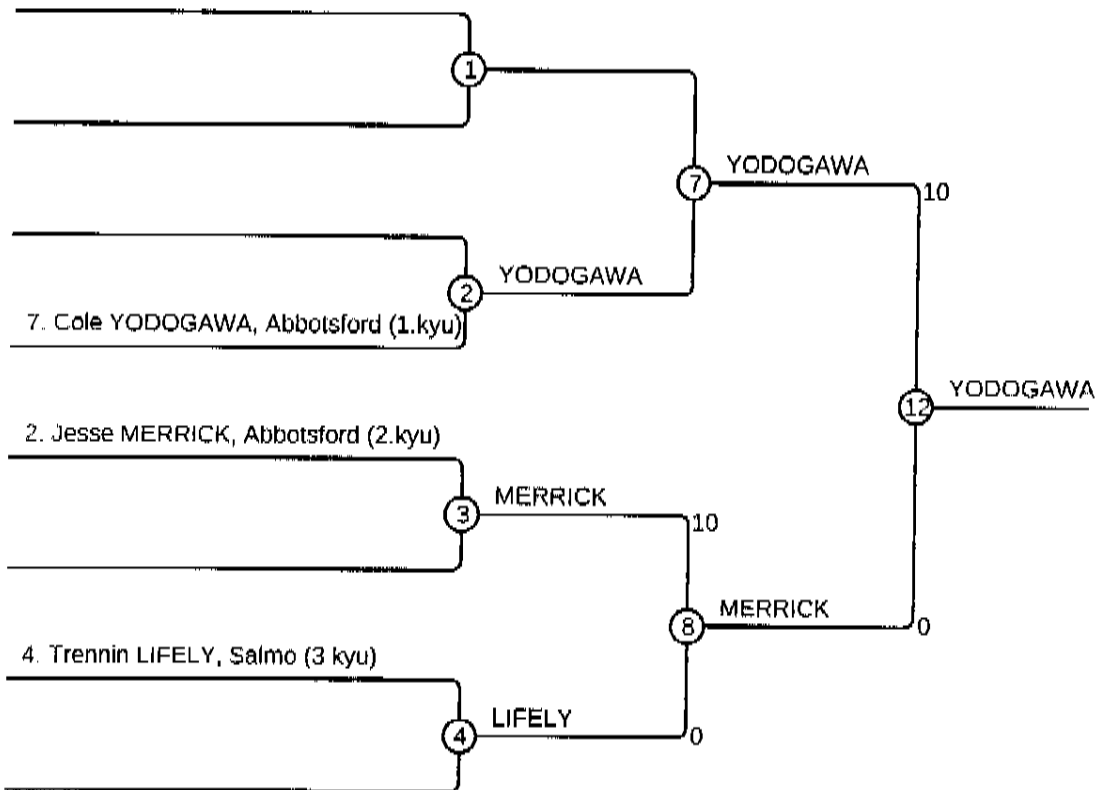 1
YODOGAWA
7
10
YODOGAWA
2
7. Cole YODOGAWA, Abbotsford (1.kyu)
YODOGAWA
12
2. Jesse MERRICK, Abbotsford (2.kyu)
MERRICK
3
10
MERRICK
8
0
4. Trennin LIFELY, Salmo (3 kyu)
LIFELY
4
0